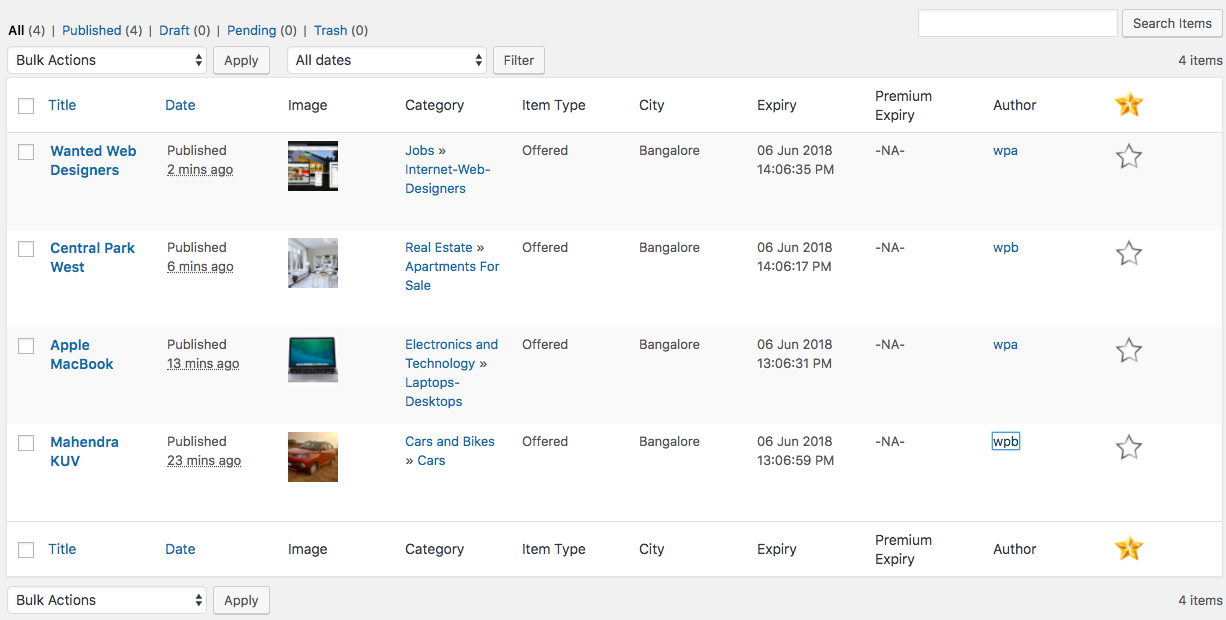 All (4) | Published (4) | Draft (0) | Pending (0) | Trash (0)
Search Items
Bulk Actions Apply All dates Filter 4 items
Title Date Image Category Item Type City Expiry Premium Expiry Author
Wanted Web Designers
Published
2 mins ago
Jobs »
Internet-Web-
Designers
Offered
Bangalore
06 Jun 2018
14:06:35 PM
-NA-
wpa
Central Park West
Published
6 mins ago
Real Estate »
Apartments For
Sale
Offered
Bangalore
06 Jun 2018
14:06:17 PM
-NA-
wpb
Apple MacBook
Published
13 mins ago
Electronics and
Technology »
Laptops-
Desktops
Offered
Bangalore
06 Jun 2018
13:06:31 PM
-NA-
wpa
Mahendra KUV
Published
23 mins ago
Cars and Bikes
» Cars
Offered
Bangalore
06 Jun 2018
13:06:59 PM
-NA-
wpb
Title Date Image Category Item Type City Expiry Premium Expiry Author
Bulk Actions Apply 4 items